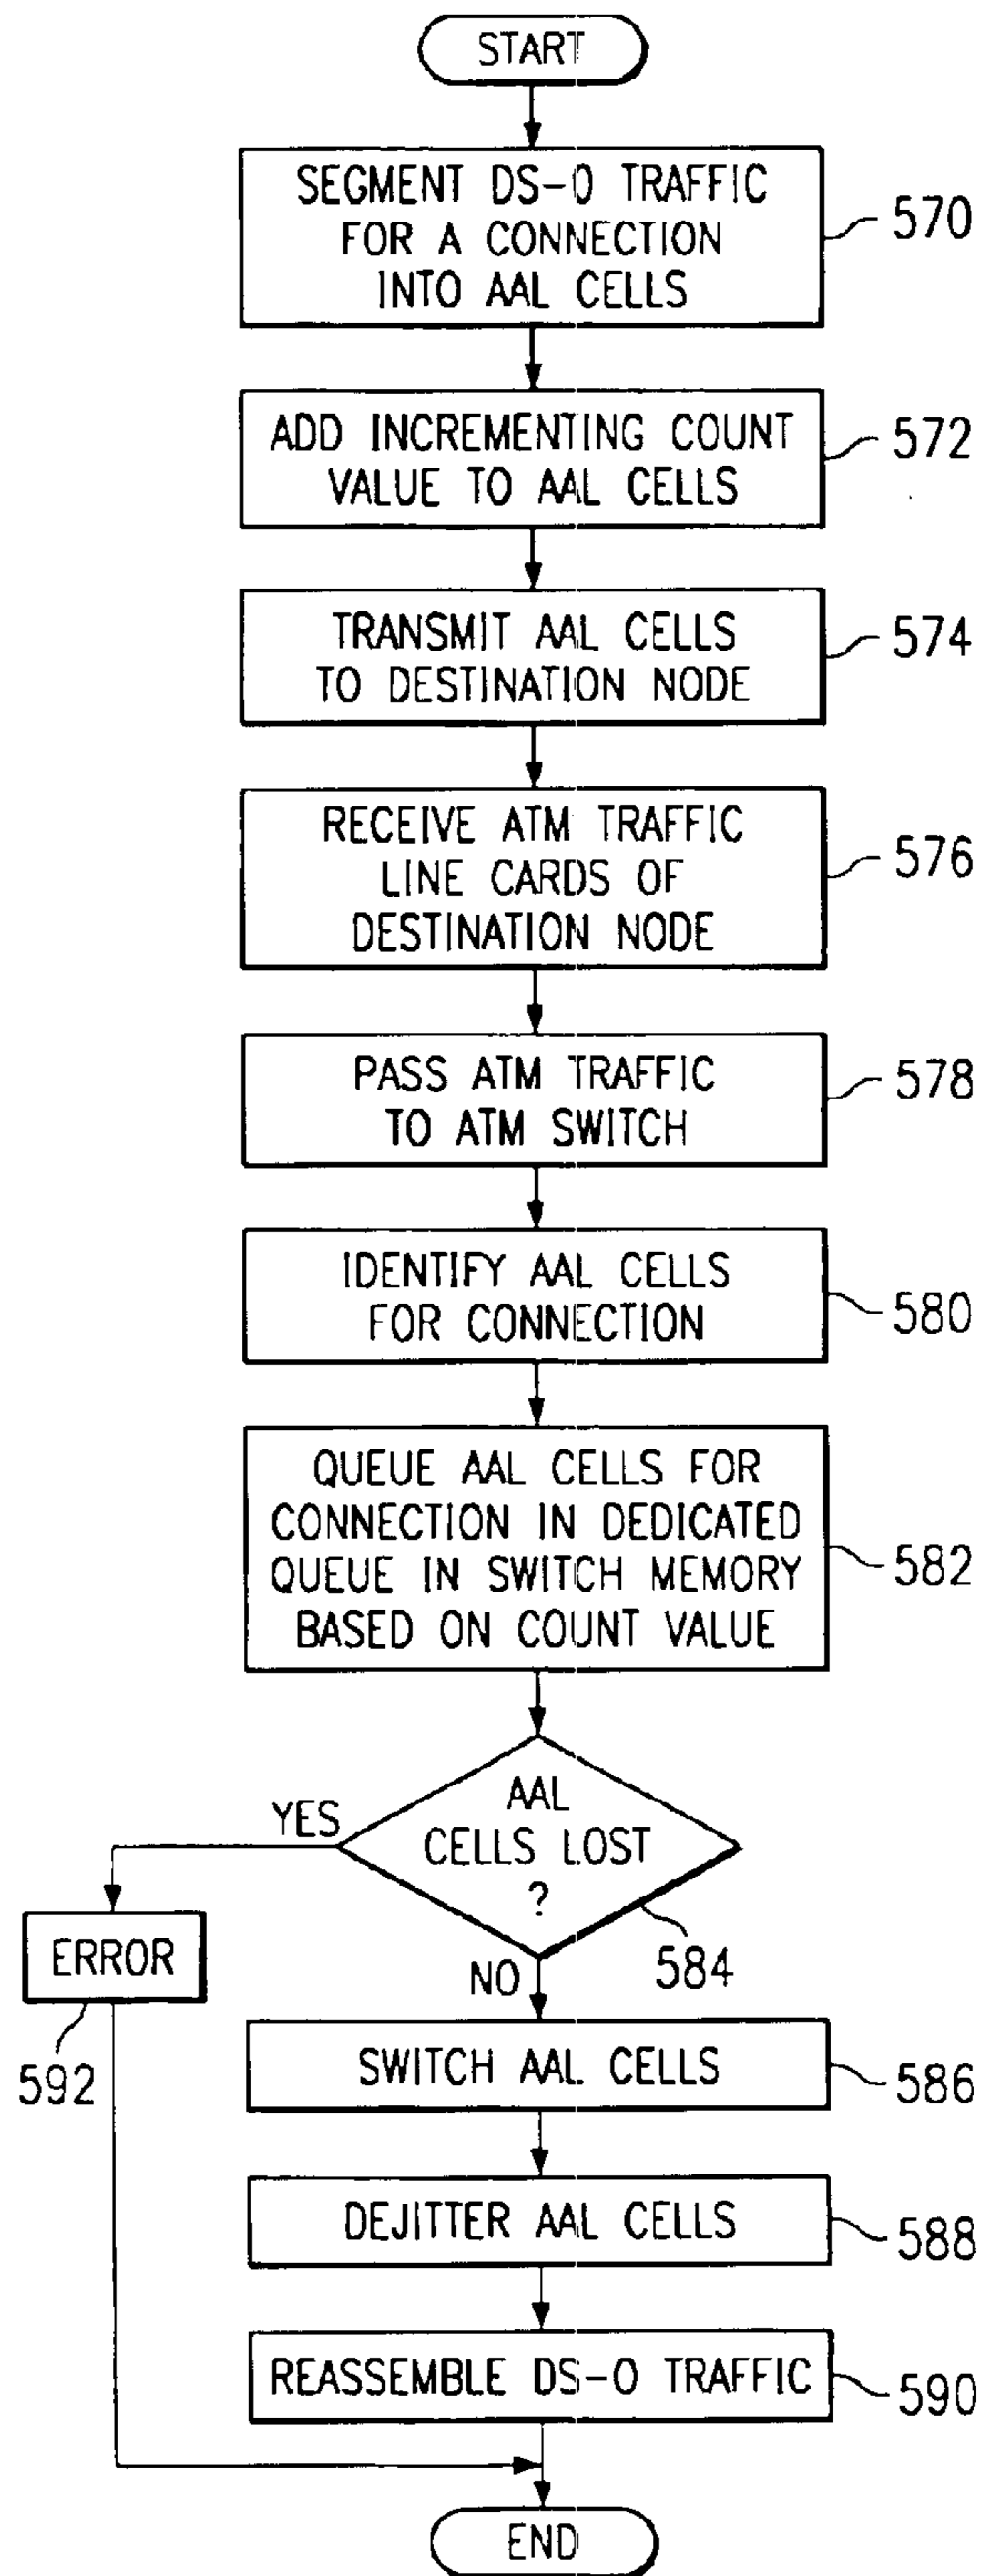 START
SEGMENT DS-0 TRAFFIC
FOR A CONNECTION
INTO AAL CELLS
570
ADD INCREMENTING COUNT
VALUE TO AAL CELLS
572
TRANSMIT AAL CELLS
TO DESTINATION NODE
574
RECEIVE ATM TRAFFIC
LINE CARDS OF
DESTINATION NODE
576
PASS ATM TRAFFIC
TO ATM SWITCH
578
IDENTIFY AAL CELLS
FOR CONNECTION
580
QUEUE AAL CELLS FOR
CONNECTION IN DEDICATED
QUEUE IN SWITCH MEMORY
BASED ON COUNT VALUE
582
AAL
CELLS LOST
?
584
YES
NO
ERROR
592
SWITCH AAL CELLS
586
DEJITTER AAL CELLS
588
REASSEMBLE DS-0 TRAFFIC
590
END